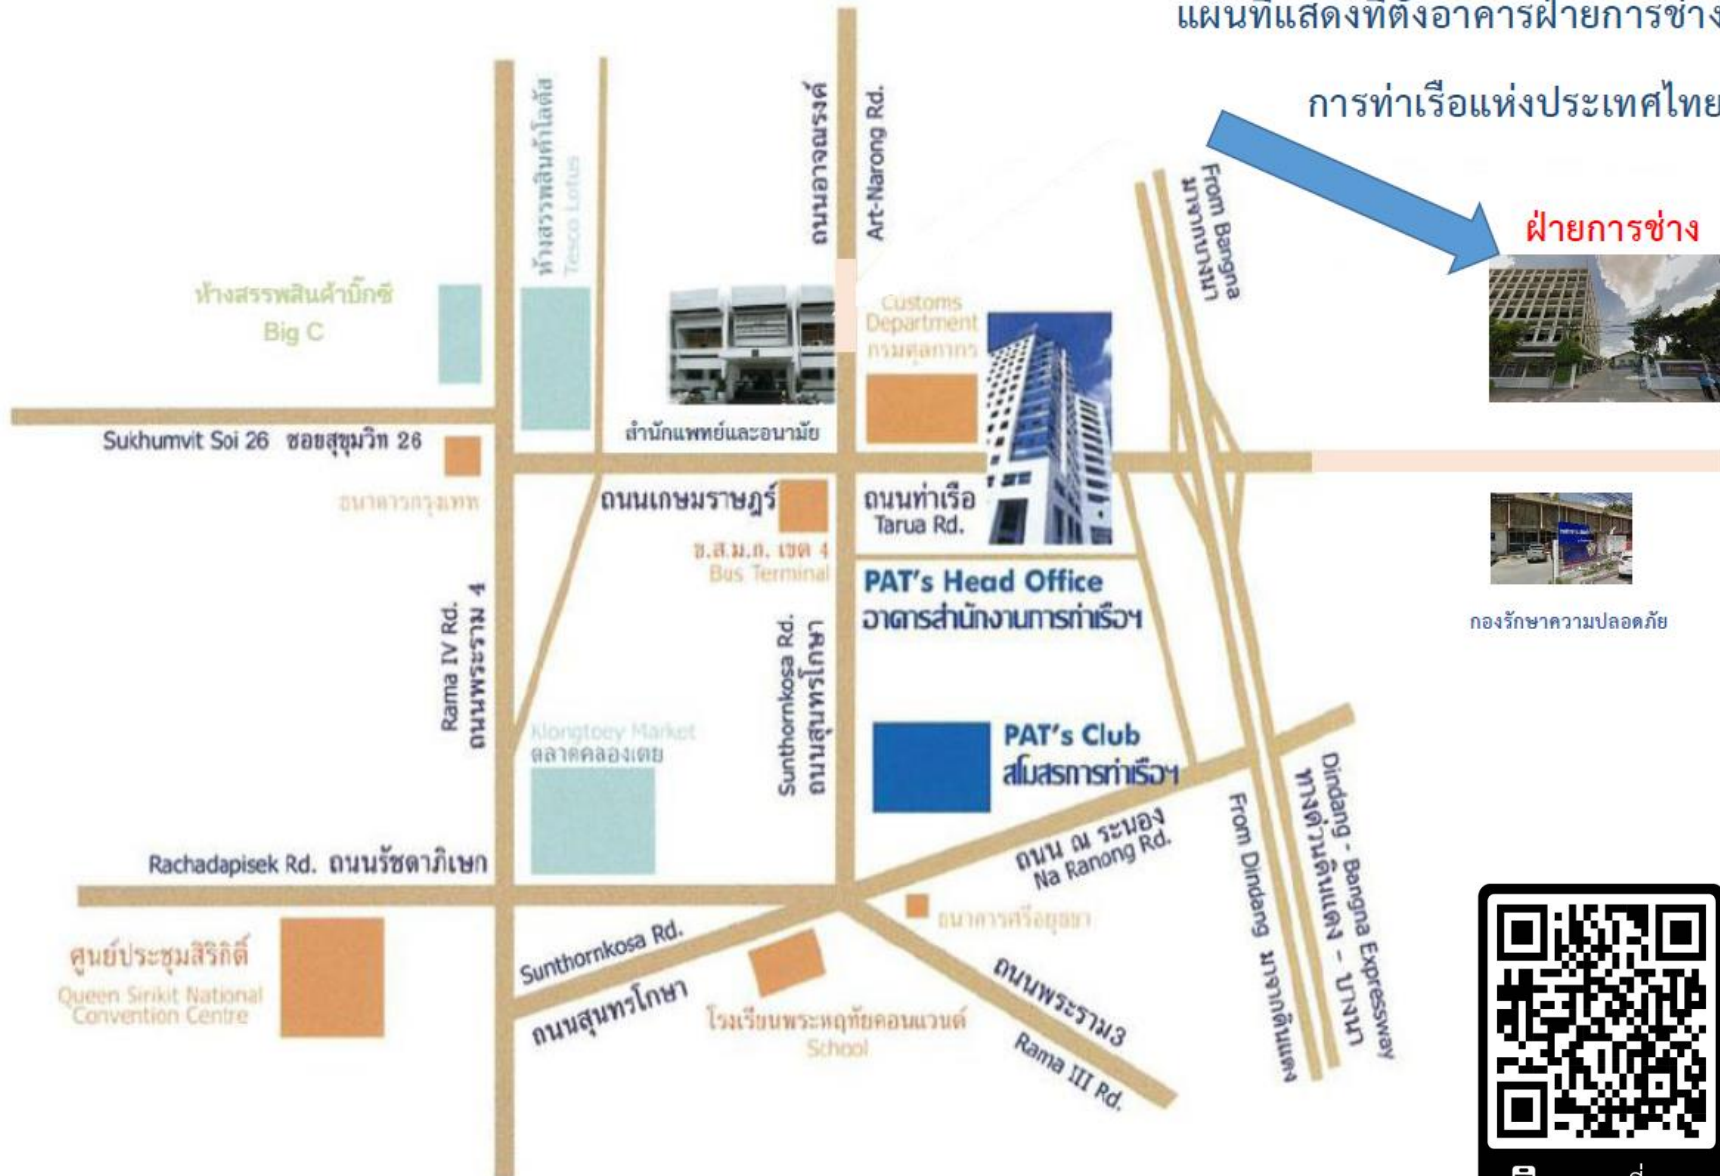 แผนที่แสดงที่ตั้งอาคารฝ่ายการช่าง
การท่าเรือแห่งประเทศไทย
ฝ่ายการช่าง
ห้างสรรพสินค้าโลตัส
Tesco Lotus
ถนนอาจณรงค์
Art-Narong Rd.
From Bangna
มาจากบางนา
ห้างสรรพสินค้าบิ๊กซี
Big C
Customs
Department
กรมศุลกากร
สำนักแพทย์และอนามัย
Sukhumvit Soi 26 ซอยสุขุมวิท 26
ธนาคารกรุงเทพ
ถนนเกษมราษฎร์
ข.ส.ม.ก. เขต 4
Bus Terminal
ถนนท่าเรือ
Tarua Rd.
PAT's Head Office
อาคารสำนักงานการท่าเรือฯ
กองรักษาความปลอดภัย
Rama IV Rd.
ถนนพระราม 4
Sunthornkosa Rd.
ถนนสุนทรโกษา
Klongtoey Market
ตลาดคลองเตย
PAT's Club
สโมสรการท่าเรือฯ
Rachadapisek Rd. ถนนรัชดาภิเษก
ถนน ณ ระนอง
Na Ranong Rd.
From Dindang มาจากดินแดง
Dindang - Bangna Expressway
ทางด่วนดินแดง - บางนา
ธนาคารศรีอยุธยา
ศูนย์ประชุมสิริกิติ์
Queen Sirikit National
Convention Centre
Sunthornkosa Rd.
ถนนสุนทรโกษา
โรงเรียนพระหฤทัยคอนแวนต์
School
ถนนพระราม3
Rama III Rd.